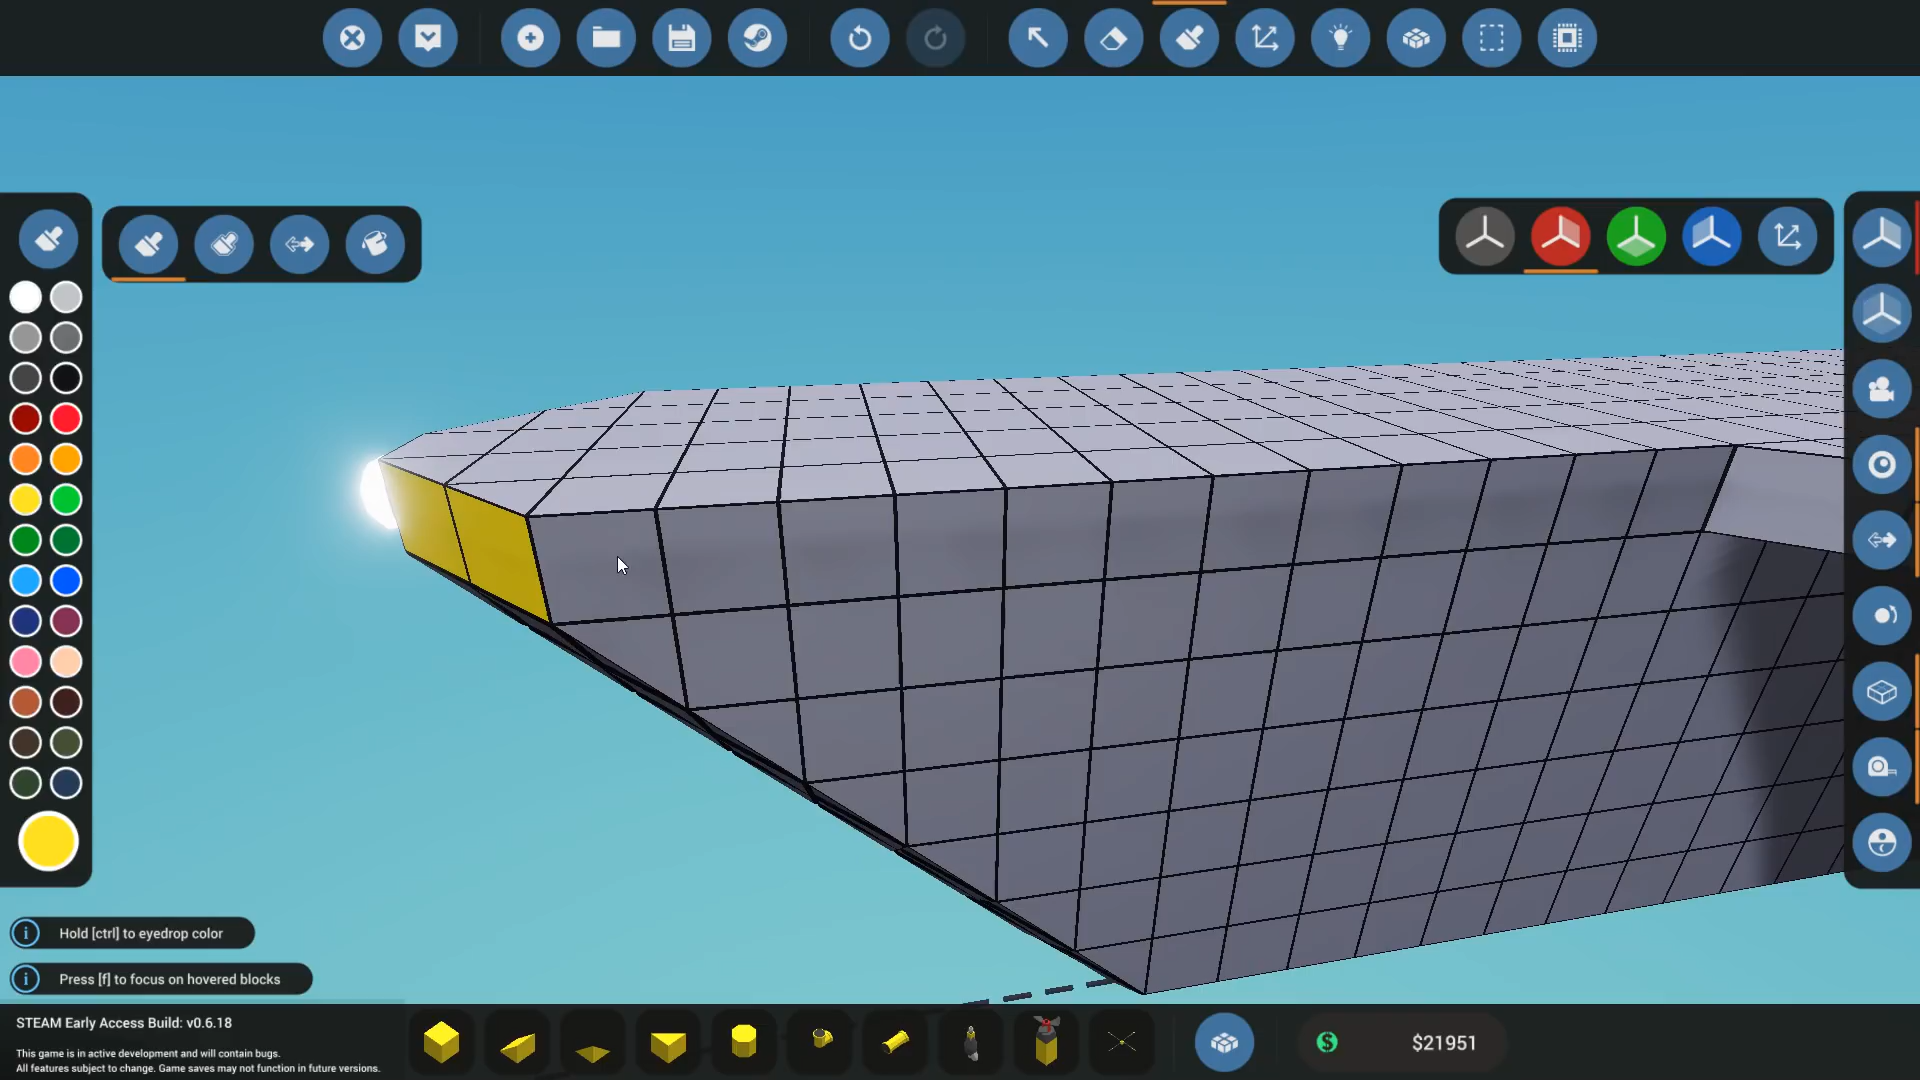 Hold [ctrl] to eyedrop color
Press [f] to focus on hovered blocks
STEAM Early Access Build: v0.6.18
This game is in active development and will contain bugs.
All features subject to change. Game saves may not function in future versions.
$21951